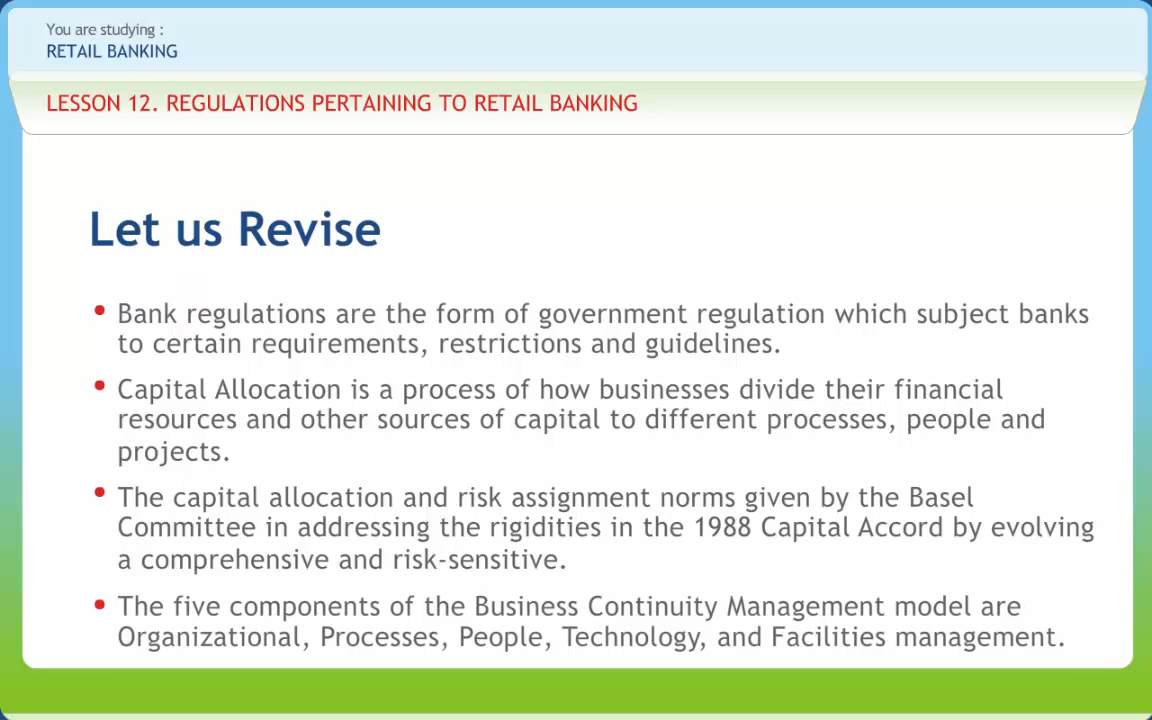 You are studying :
RETAIL BANKING
LESSON 12. REGULATIONS PERTAINING TO RETAIL BANKING
Let us Revise
• Bank regulations are the form of government regulation which subject banks
to certain requirements, restrictions and guidelines.
• Capital Allocation is a process of how businesses divide their financial
resources and other sources of capital to different processes, people and
projects.
• The capital allocation and risk assignment norms given by the Basel
Committee in addressing the rigidities in the 1988 Capital Accord by evolving
a comprehensive and risk-sensitive.
• The five components of the Business Continuity Management model are
Organizational, Processes, People, Technology, and Facilities management.